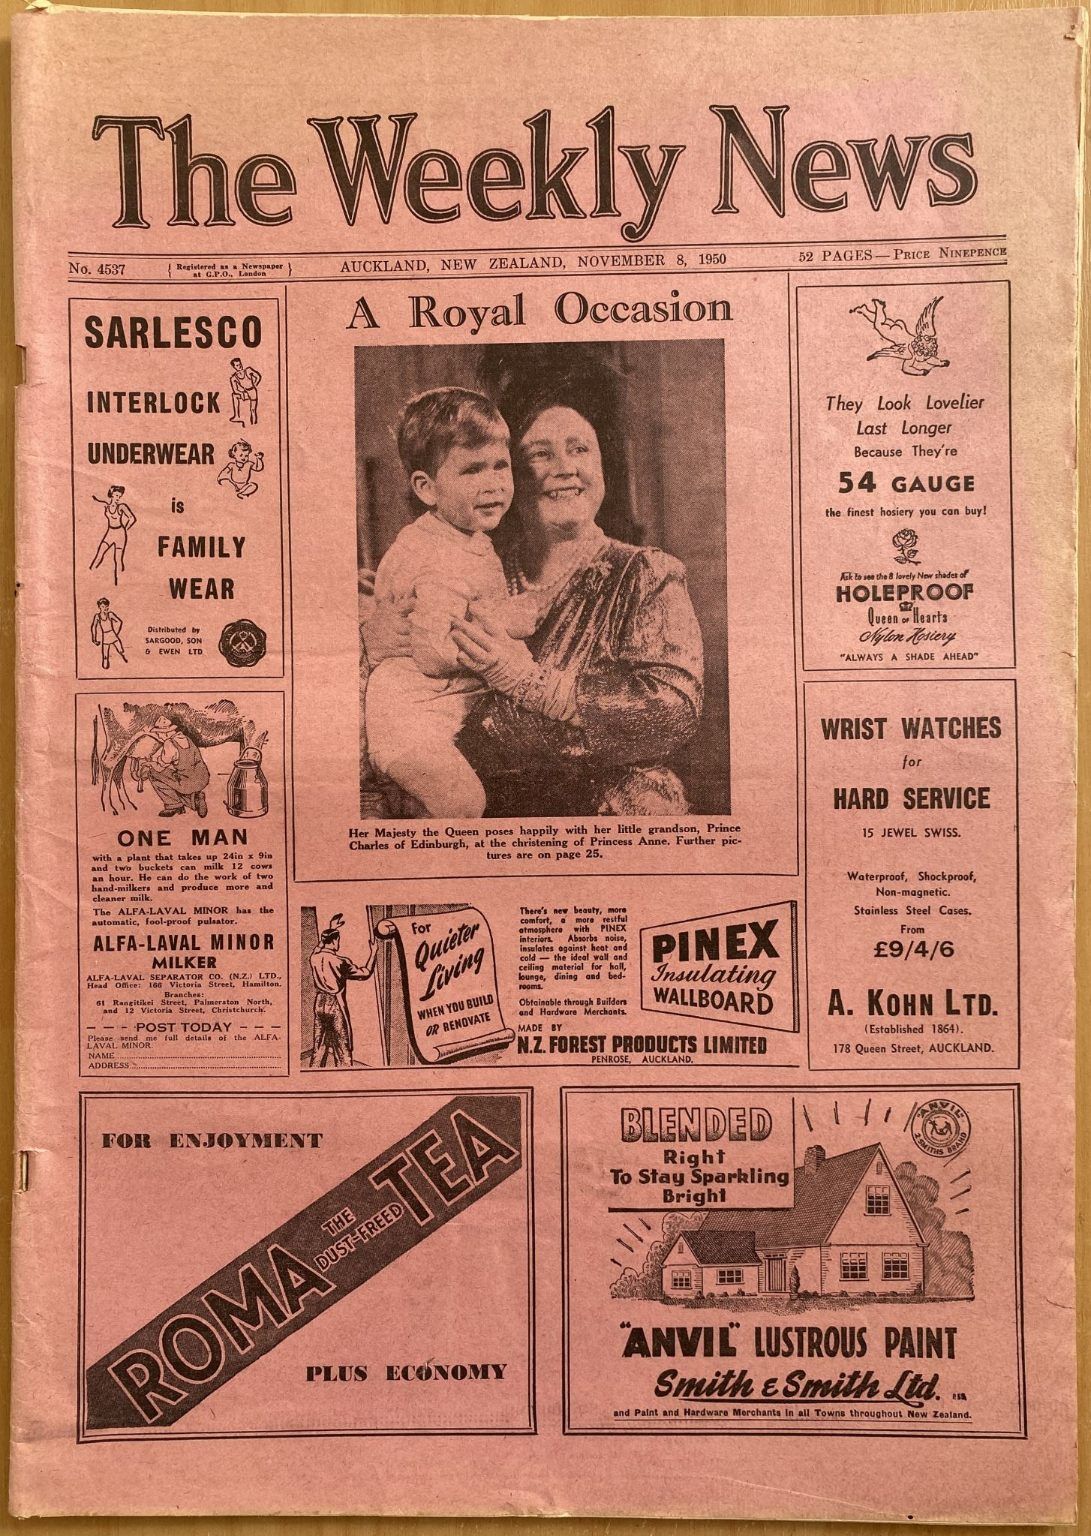 The Weekly News
No. 4537
{ Registered as a Newspaper }
at G.P.O., London
AUCKLAND, NEW ZEALAND, NOVEMBER 8, 1950
52 PAGES — PRICE NINEPENCE
SARLESCO
INTERLOCK
UNDERWEAR
is
FAMILY
WEAR
Distributed by
SARGOOD, SON
& EWEN LTD
A Royal Occasion
Her Majesty the Queen poses happily with her little grandson, Prince
Charles of Edinburgh, at the christening of Princess Anne. Further pic-
tures are on page 25.
They Look Lovelier
Last Longer
Because They're
54 GAUGE
the finest hosiery you can buy!
Ask to see the 8 lovely New shades of
HOLEPROOF
Queen OF Hearts
Nylon Hosiery
"ALWAYS A SHADE AHEAD"
ONE MAN
with a plant that takes up 24in x 9in
and two buckets can milk 12 cows
an hour. He can do the work of two
hand-milkers and produce more and
cleaner milk.
The ALFA-LAVAL MINOR has the
automatic, fool-proof pulsator.
ALFA-LAVAL MINOR
MILKER
ALFA-LAVAL SEPARATOR CO. (N.Z.) LTD.,
Head Office: 166 Victoria Street, Hamilton.
Branches:
61 Rangitikei Street, Palmerston North,
and 12 Victoria Street, Christchurch.
– – – -POST TODAY – – –
Please send me full details of the ALFA-
LAVAL MINOR
NAME
ADDRESS
For
Quieter
Living
WHEN YOU BUILD
OR RENOVATE
There's new beauty, more
comfort, a more restful
atmosphere with PINEX
interiors. Absorbs noise,
insulates against heat and
cold — the ideal wall and
ceiling material for hall,
lounge, dining and bed-
rooms.
Obtainable through Builders
and Hardware Merchants.
MADE BY
N.Z. FOREST PRODUCTS LIMITED
PENROSE, AUCKLAND.
PINEX
Insulating
WALLBOARD
WRIST WATCHES
for
HARD SERVICE
15 JEWEL SWISS.
Waterproof, Shockproof,
Non-magnetic.
Stainless Steel Cases.
From
£9/4/6
A. KOHN LTD.
(Established 1864).
178 Queen Street, AUCKLAND.
FOR ENJOYMENT
ROMA THE DUST-FREED TEA
PLUS ECONOMY
BLENDED
Right
To Stay Sparkling
Bright
"ANVIL"
2-SMITHS BRAND
"ANVIL" LUSTROUS PAINT
Smith & Smith Ltd.
and Paint and Hardware Merchants in all Towns throughout New Zealand.